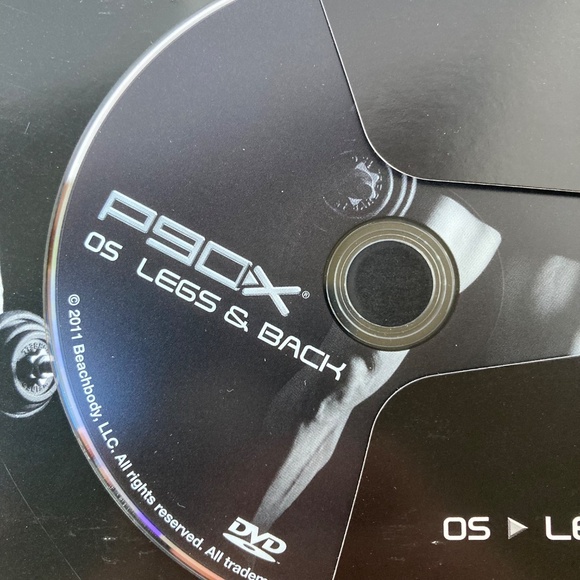 P90X®
05 LEGS & BACK
© 2011 Beachbody, LLC. All rights reserved. All tradem
DVD
05 ▶ LE